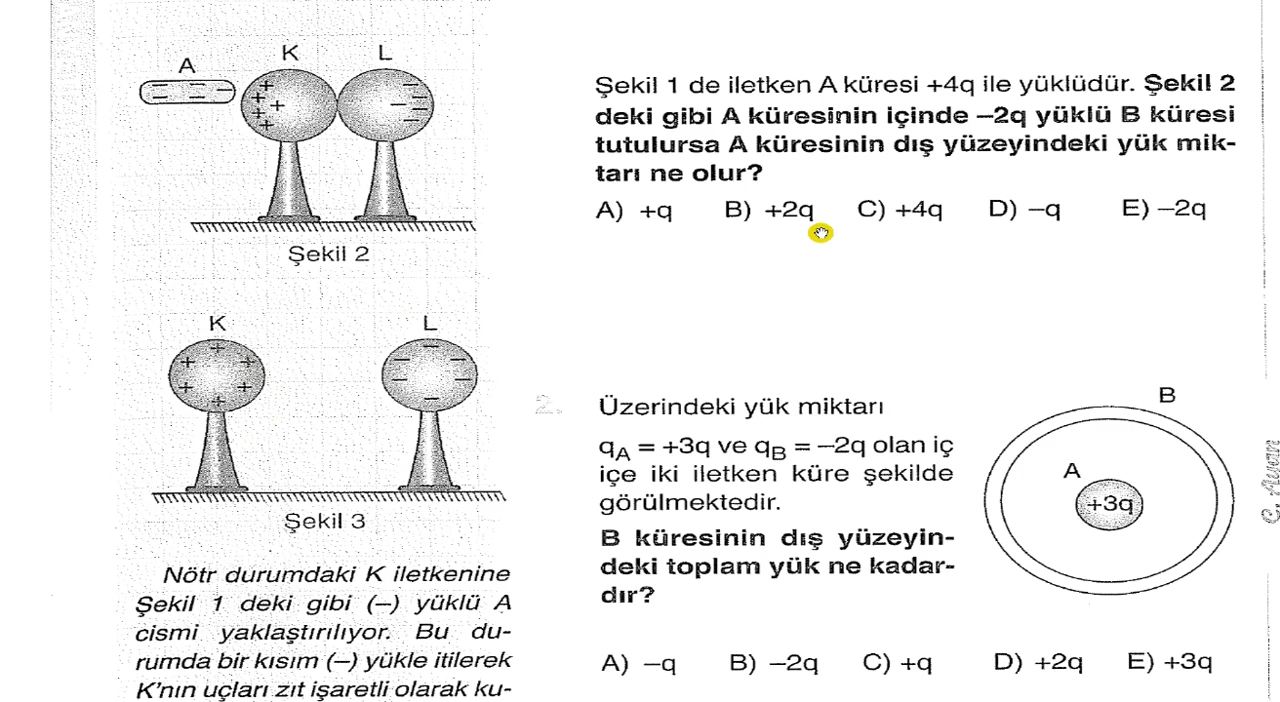 A
K
L
Şekil 2
K
L
Şekil 3
Nötr durumdaki K iletkenine
Şekil 1 deki gibi (–) yüklü A
cismi yaklaştırılıyor. Bu du-
rumda bir kısım (–) yükle itilerek
K'nın uçları zıt işaretli olarak ku-
Şekil 1 de iletken A küresi +4q ile yüklüdür. Şekil 2
deki gibi A küresinin içinde –2q yüklü B küresi
tutulursa A küresinin dış yüzeyindeki yük mik-
tarı ne olur?
A) +q B) +2q C) +4q D) –q E) –2q
2. Üzerindeki yük miktarı
qA = +3q ve qB = –2q olan iç
içe iki iletken küre şekilde
görülmektedir.
B küresinin dış yüzeyin-
deki toplam yük ne kadar-
dır?
B
A
+3q
A) –q B) –2q C) +q D) +2q E) +3q